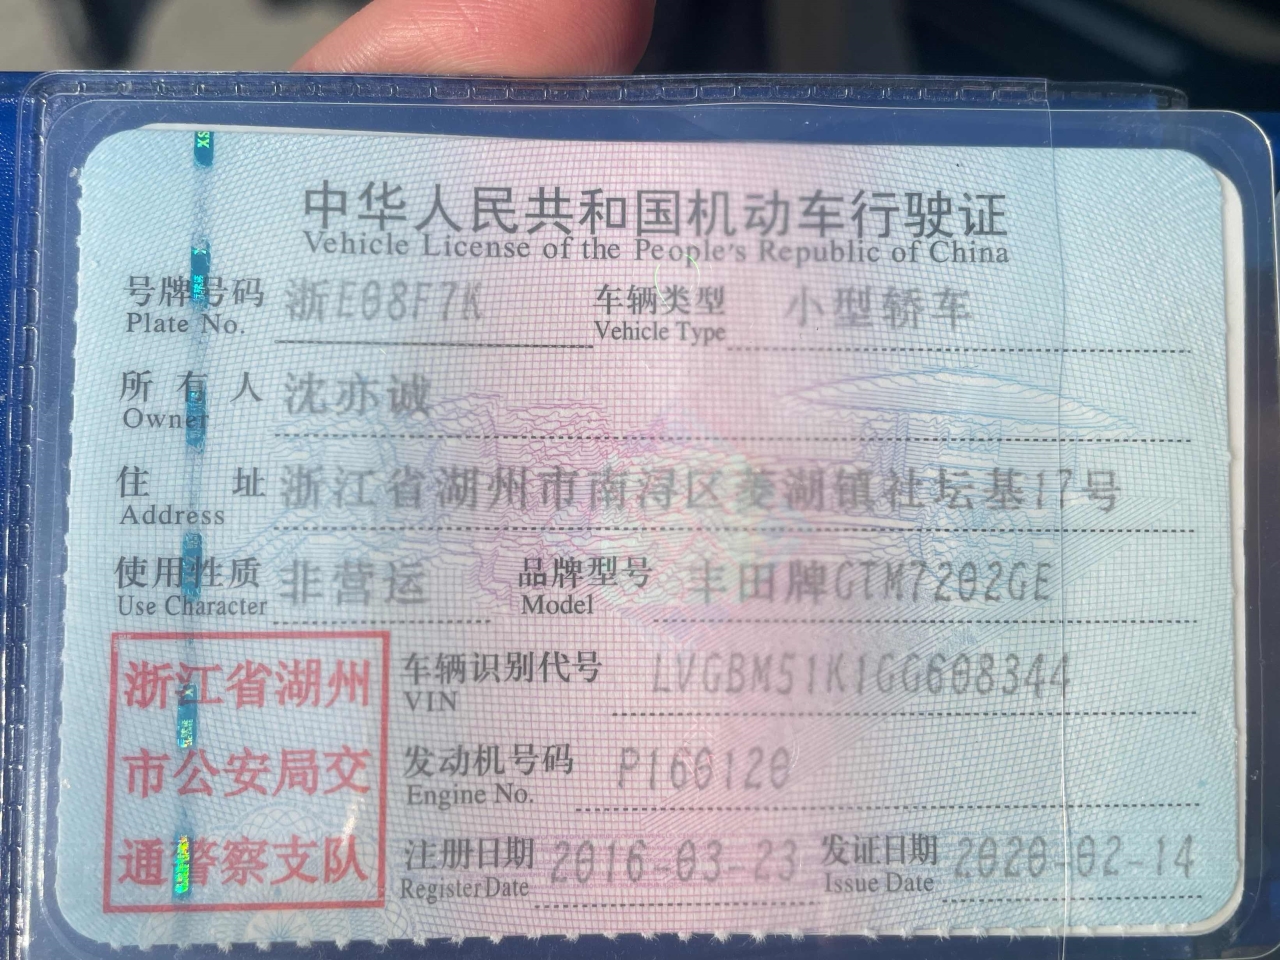 中华人民共和国机动车行驶证
Vehicle License of the People's Republic of China
号牌号码 浙E08F7K 车辆类型 小型轿车
Plate No. Vehicle Type
所有人 沈亦诚
Owner
住址 浙江省湖州市南浔区菱湖镇社坛基17号
Address
使用性质 非营运 品牌型号 丰田牌GTM7202GE
Use Character Model
浙江省湖州
市公安局交
通警察支队
车辆识别代号 LVGBM51K1GG608344
VIN
发动机号码 P160120
Engine No.
注册日期 2016-03-23 发证日期 2020-02-14
Register Date Issue Date